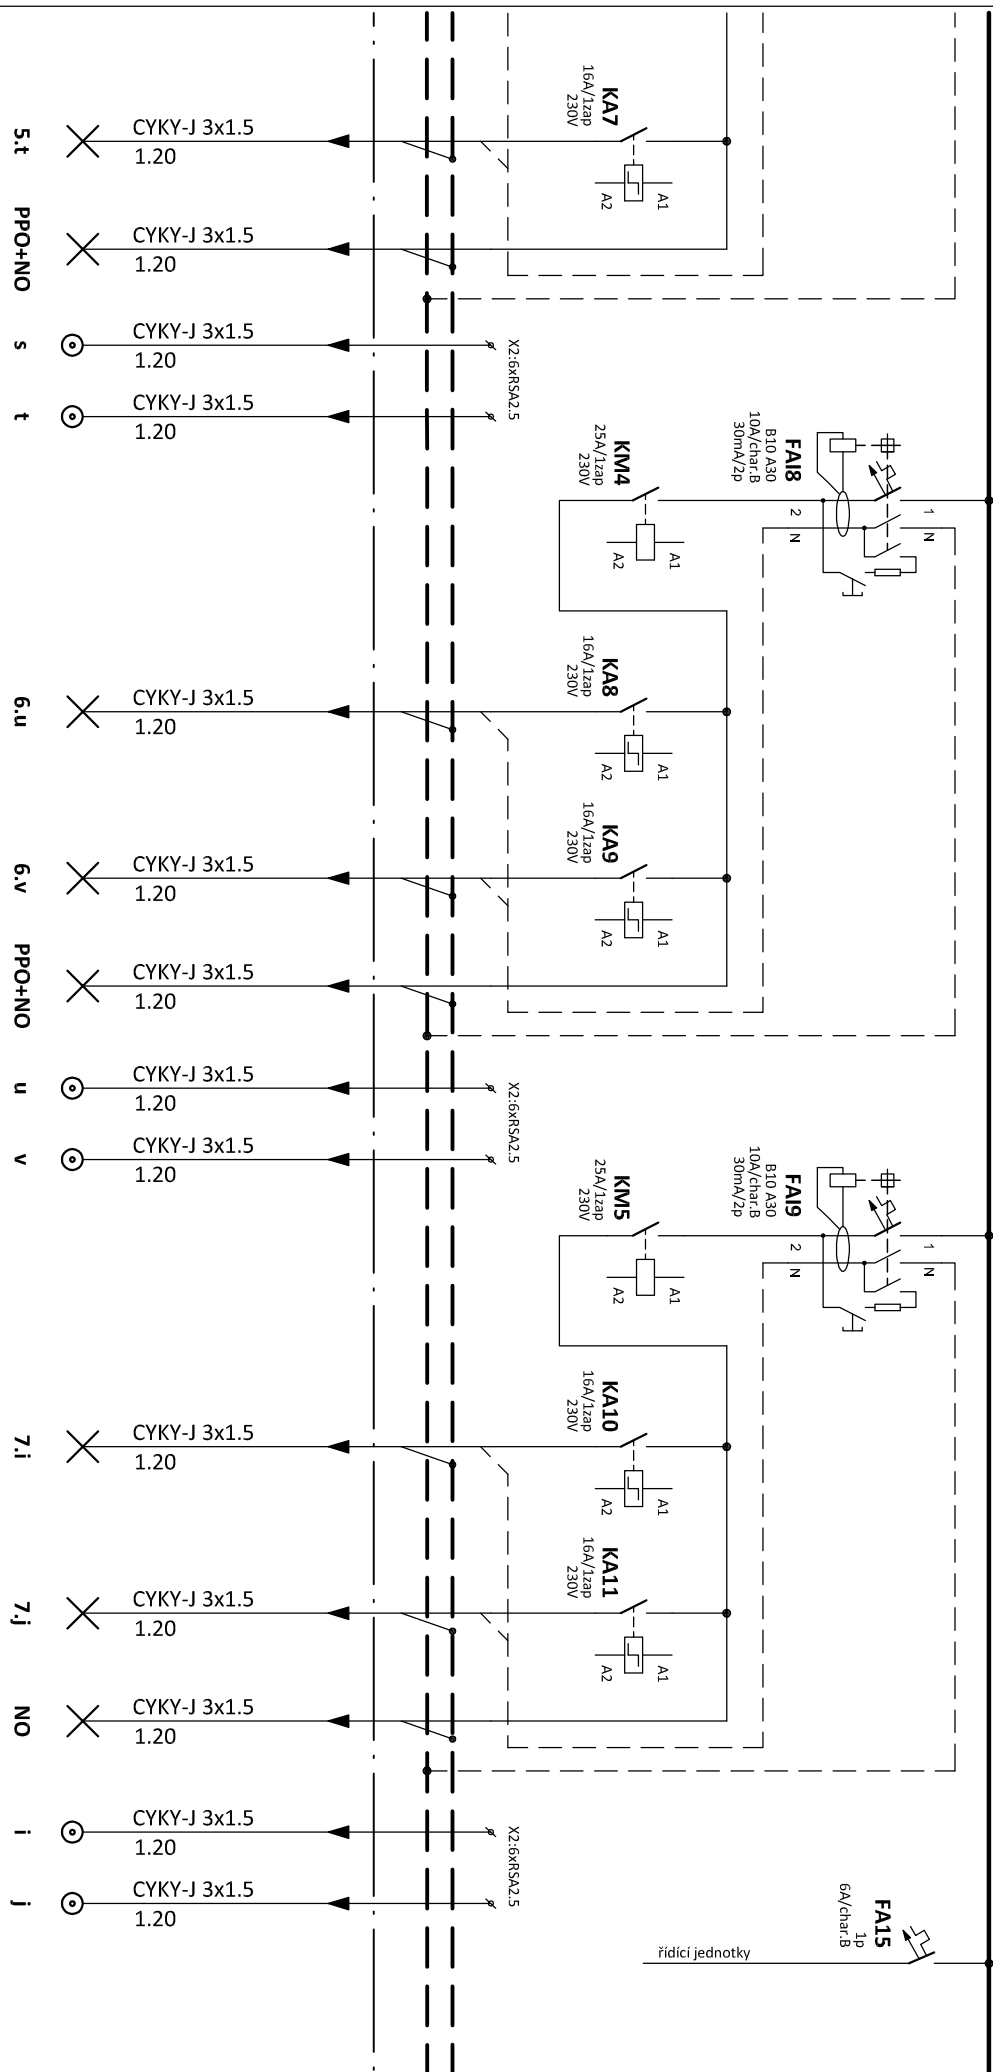 KA7
16A/1zap
230V
A1
A2
CYKY-J 3x1.5
1.20
5.t
CYKY-J 3x1.5
1.20
PPO+NO
CYKY-J 3x1.5
1.20
s
X2:6xRSA2.5
CYKY-J 3x1.5
1.20
t
FAI8
B10 A30
10A/char.B
30mA/2p
1
N
2
N
KM4
25A/1zap
230V
A1
A2
KA8
16A/1zap
230V
A1
A2
CYKY-J 3x1.5
1.20
6.u
KA9
16A/1zap
230V
A1
A2
CYKY-J 3x1.5
1.20
6.v
CYKY-J 3x1.5
1.20
PPO+NO
CYKY-J 3x1.5
1.20
u
X2:6xRSA2.5
CYKY-J 3x1.5
1.20
v
FAI9
B10 A30
10A/char.B
30mA/2p
1
N
2
N
KM5
25A/1zap
230V
A1
A2
KA10
16A/1zap
230V
A1
A2
CYKY-J 3x1.5
1.20
7.i
KA11
16A/1zap
230V
A1
A2
CYKY-J 3x1.5
1.20
7.j
CYKY-J 3x1.5
1.20
NO
CYKY-J 3x1.5
1.20
i
X2:6xRSA2.5
CYKY-J 3x1.5
1.20
j
FA15
1p
6A/char.B
řídící jednotky